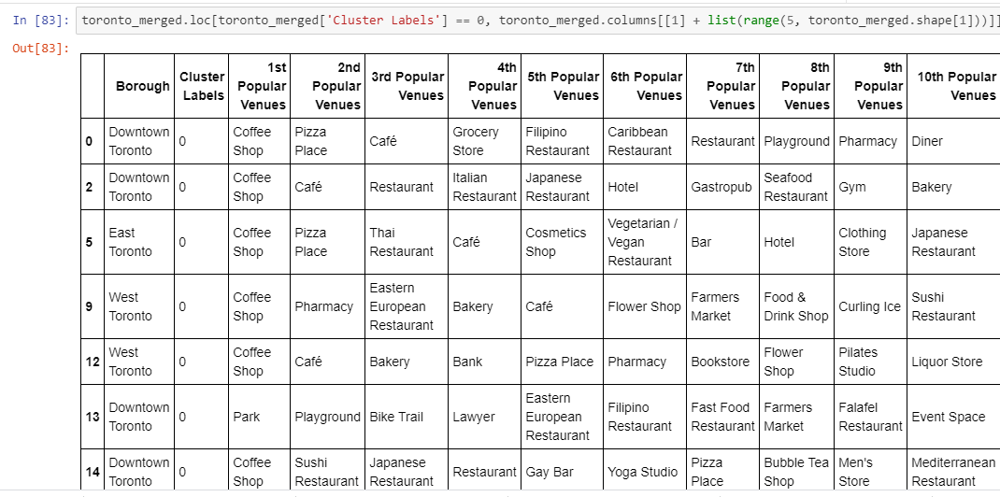 In [83]: toronto_merged.loc[toronto_merged['Cluster Labels'] == 0, toronto_merged.columns[[1] + list(range(5, toronto_merged.shape[1]))]]
Out[83]:
Borough Cluster Labels 1st Popular Venues 2nd Popular Venues 3rd Popular Venues 4th Popular Venues 5th Popular Venues 6th Popular Venues 7th Popular Venues 8th Popular Venues 9th Popular Venues 10th Popular Venues
0 Downtown Toronto 0 Coffee Shop Pizza Place Café Grocery Store Filipino Restaurant Caribbean Restaurant Restaurant Playground Pharmacy Diner
2 Downtown Toronto 0 Coffee Shop Café Restaurant Italian Restaurant Japanese Restaurant Hotel Gastropub Seafood Restaurant Gym Bakery
5 East Toronto 0 Coffee Shop Pizza Place Thai Restaurant Café Cosmetics Shop Vegetarian / Vegan Restaurant Bar Hotel Clothing Store Japanese Restaurant
9 West Toronto 0 Coffee Shop Pharmacy Eastern European Restaurant Bakery Café Flower Shop Farmers Market Food & Drink Shop Curling Ice Sushi Restaurant
12 West Toronto 0 Coffee Shop Café Bakery Bank Pizza Place Pharmacy Bookstore Flower Shop Pilates Studio Liquor Store
13 Downtown Toronto 0 Park Playground Bike Trail Lawyer Eastern European Restaurant Filipino Restaurant Fast Food Restaurant Farmers Market Falafel Restaurant Event Space
14 Downtown Toronto 0 Coffee Shop Sushi Restaurant Japanese Restaurant Restaurant Gay Bar Yoga Studio Pizza Place Bubble Tea Shop Men's Store Mediterranean Restaurant